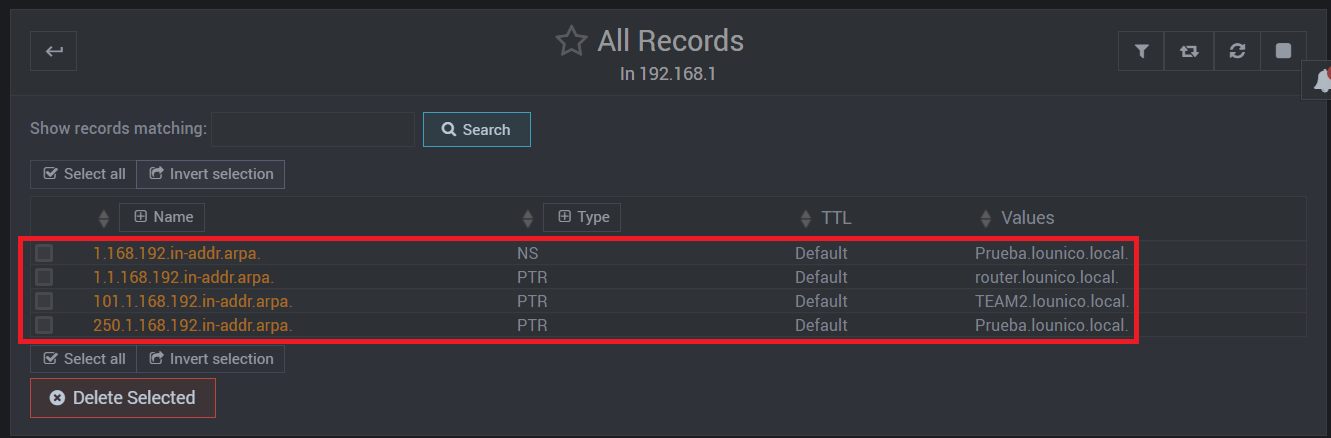 All Records
In 192.168.1
Show records matching: Search
Select all Invert selection
Name Type TTL Values
1.168.192.in-addr.arpa. NS Default Prueba.lounico.local.
1.1.168.192.in-addr.arpa. PTR Default router.lounico.local.
101.1.168.192.in-addr.arpa. PTR Default TEAM2.lounico.local.
250.1.168.192.in-addr.arpa. PTR Default Prueba.lounico.local.
Select all Invert selection
Delete Selected